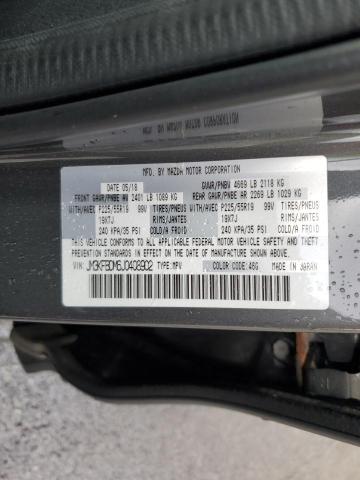 MFD. BY MAZDA MOTOR CORPORATION
DATE: 05/18 GVWR/PNBV 4669 LB 2118 KG
FRONT GAWR/PNBE AV 2401 LB 1089 KG REAR GAWR/PNBE AR 2269 LB 1029 KG
WITH/AVEC P225/55R19 99V TIRES/PNEUS WITH/AVEC P225/55R19 99V TIRES/PNEUS
19X7J RIMS/JANTES 19X7J RIMS/JANTES
240 KPA/35 PSI COLD/A FROID 240 KPA/35 PSI COLD/A FROID
THIS VEHICLE CONFORMS TO ALL APPLICABLE FEDERAL MOTOR
VEHICLE SAFETY, BUMPER, AND THEFT PREVENTION STANDARDS
IN EFFECT ON THE DATE OF MANUFACTURE SHOWN ABOVE.
COLOR CODE: 46G MADE IN JAPAN
VIN: JM3KFBDM6J0408902 TYPE: MPV